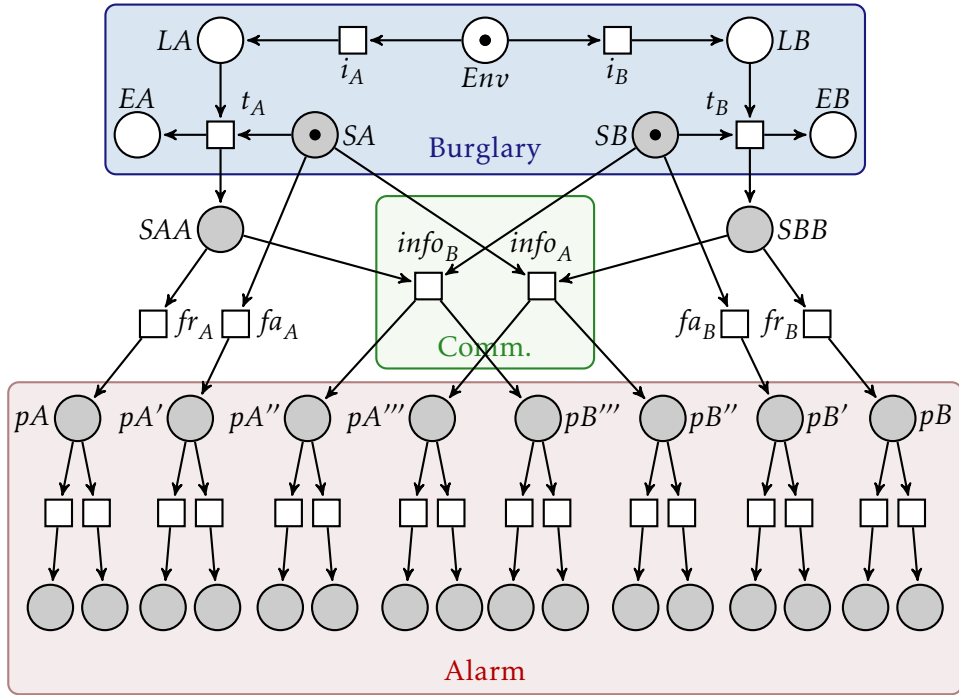 LA i_A Env i_B LB
EA t_A SA SB t_B EB
Burglary
SAA info_B info_A SBB
fr_A fa_A fa_B fr_B
Comm.
pA pA' pA'' pA''' pB''' pB'' pB' pB
Alarm